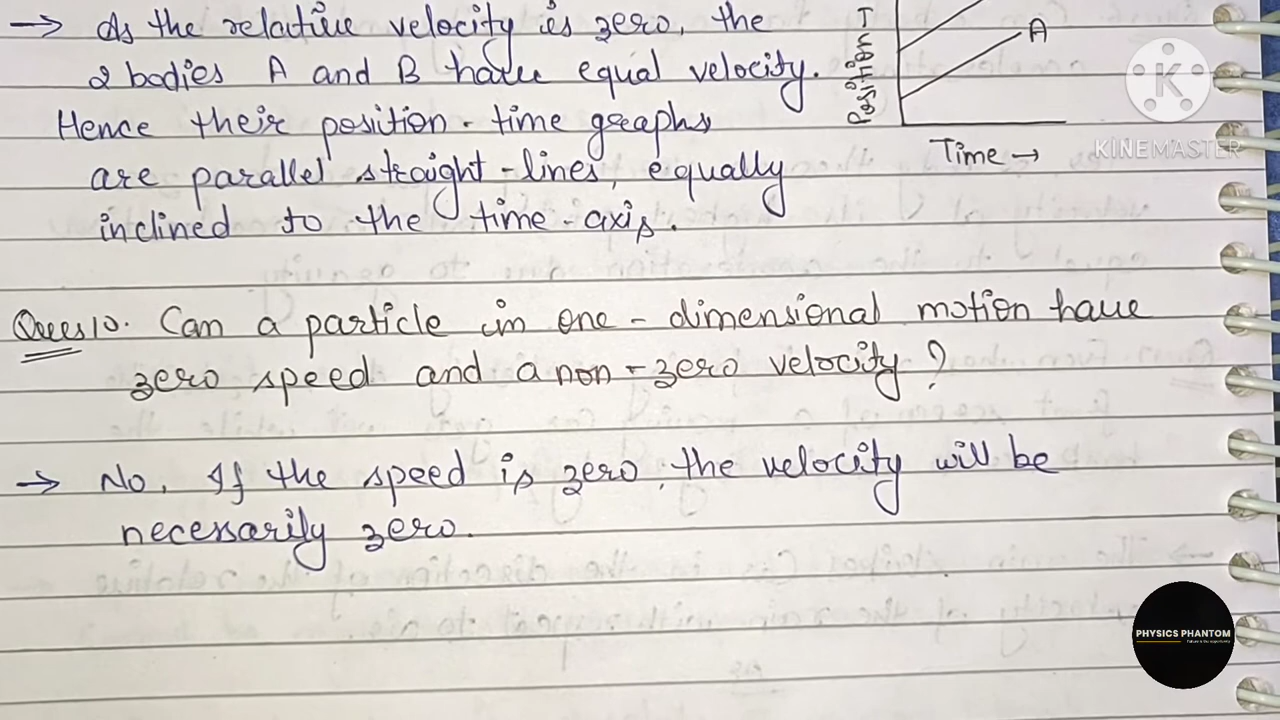 → As the relative velocity is zero, the
2 bodies A and B have equal velocity.
Hence their position - time graphs
are parallel straight - lines, equally
inclined to the time - axis.
A
Time →
KINEMASTER
Ques10. Can a particle in one - dimensional motion have
zero speed and a non - zero velocity ?
→ No, If the speed is zero, the velocity will be
necessarily zero.
PHYSICS PHANTOM